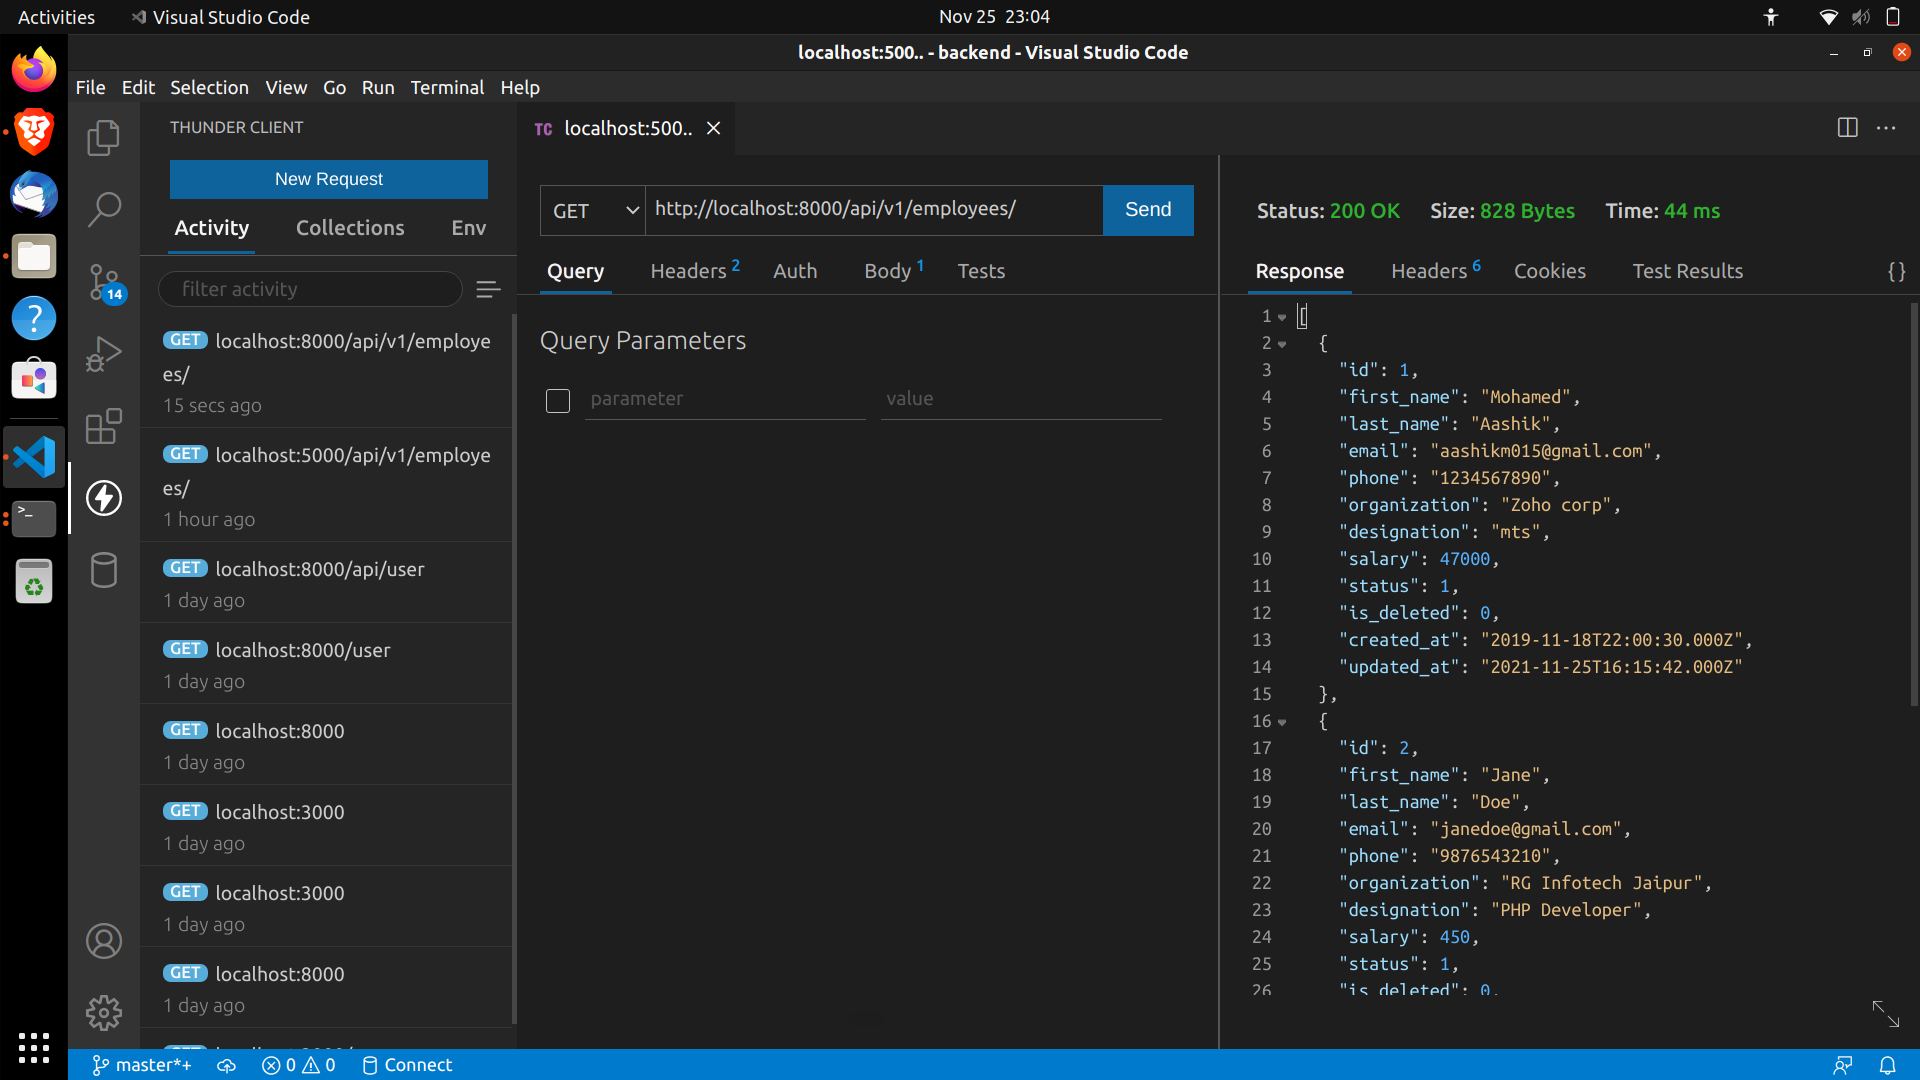 Activities
Visual Studio Code
Nov 25 23:04
localhost:500.. - backend - Visual Studio Code
File Edit Selection View Go Run Terminal Help
THUNDER CLIENT
New Request
Activity Collections Env
filter activity
GET localhost:8000/api/v1/employe
es/
15 secs ago
GET localhost:5000/api/v1/employe
es/
1 hour ago
GET localhost:8000/api/user
1 day ago
GET localhost:8000/user
1 day ago
GET localhost:8000
1 day ago
GET localhost:3000
1 day ago
GET localhost:3000
1 day ago
GET localhost:8000
1 day ago
14
TC localhost:500..
GET http://localhost:8000/api/v1/employees/ Send
Query Headers 2 Auth Body 1 Tests
Query Parameters
parameter value
Status: 200 OK Size: 828 Bytes Time: 44 ms
Response Headers 6 Cookies Test Results {}
1 [
2 {
3 "id": 1,
4 "first_name": "Mohamed",
5 "last_name": "Aashik",
6 "email": "aashikm015@gmail.com",
7 "phone": "1234567890",
8 "organization": "Zoho corp",
9 "designation": "mts",
10 "salary": 47000,
11 "status": 1,
12 "is_deleted": 0,
13 "created_at": "2019-11-18T22:00:30.000Z",
14 "updated_at": "2021-11-25T16:15:42.000Z"
15 },
16 {
17 "id": 2,
18 "first_name": "Jane",
19 "last_name": "Doe",
20 "email": "janedoe@gmail.com",
21 "phone": "9876543210",
22 "organization": "RG Infotech Jaipur",
23 "designation": "PHP Developer",
24 "salary": 450,
25 "status": 1,
26 "is_deleted": 0,
master*+ 0 0 Connect